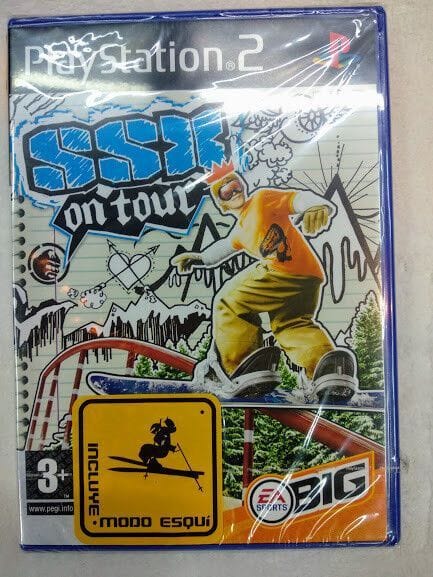 PlayStation®2
SSX
on tour
INCLUYE
• MODO ESQUÍ
3+
www.pegi.info
EA
SPORTS
BIG